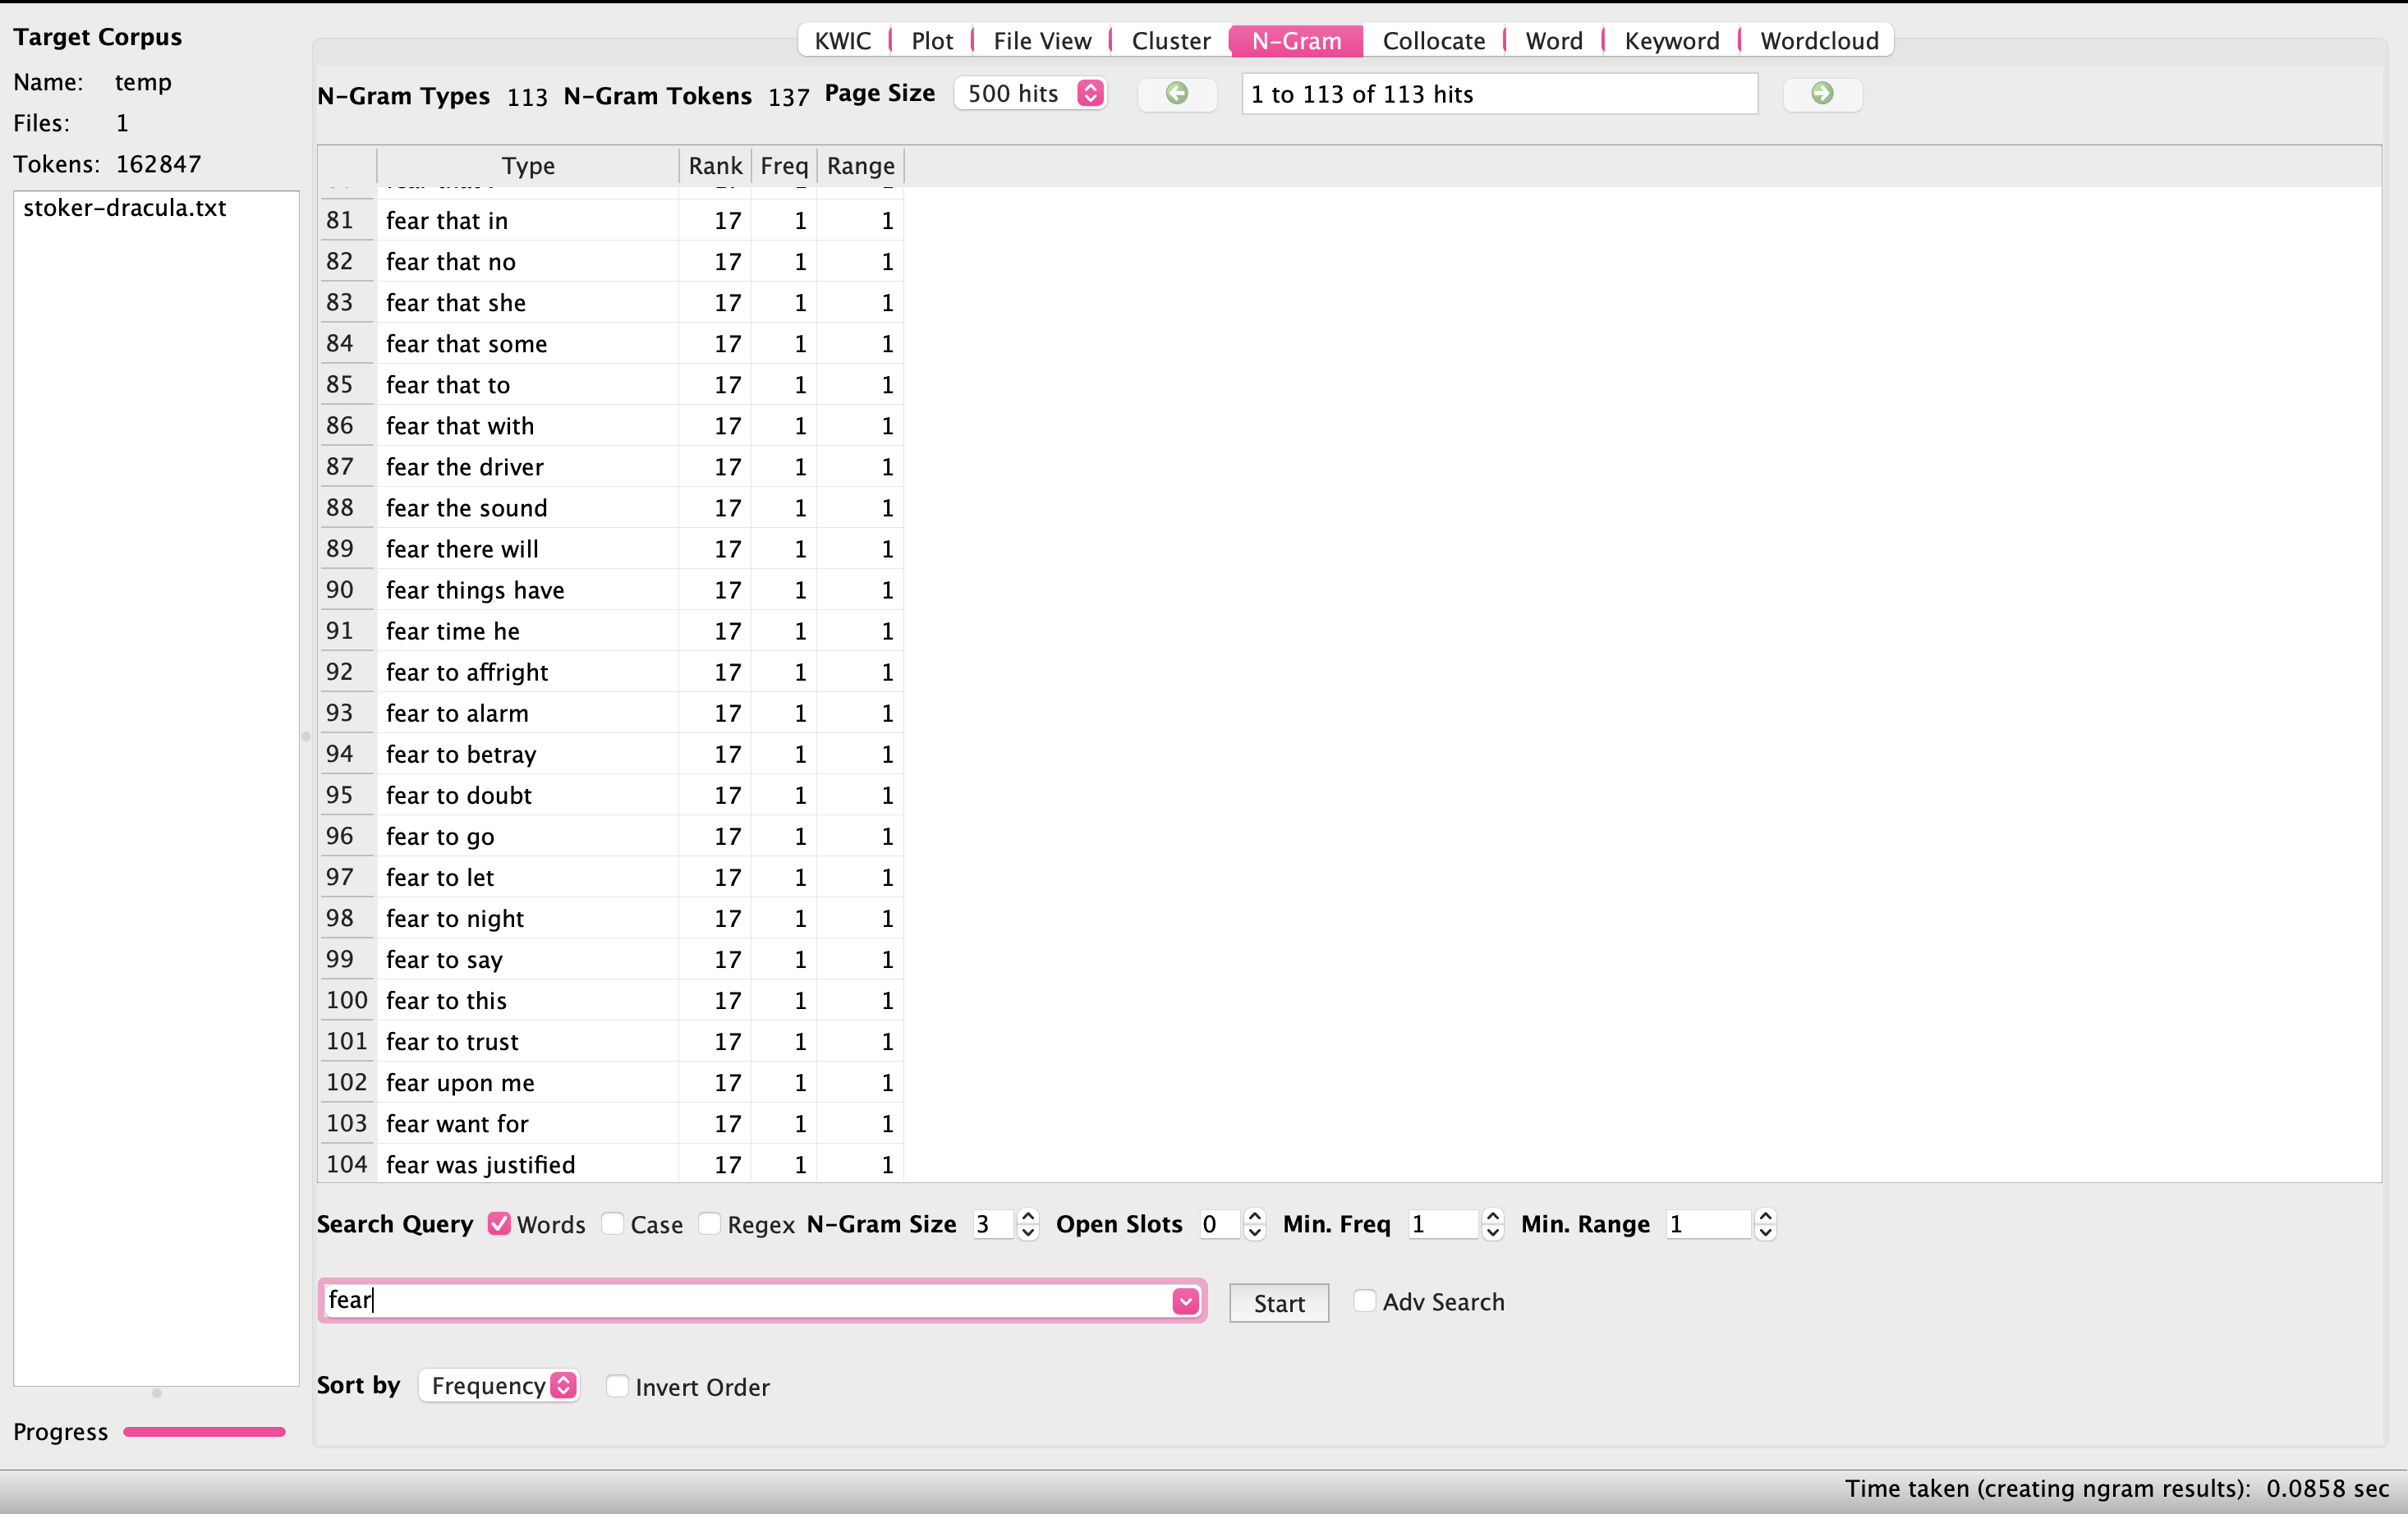 Target Corpus
Name: temp
Files: 1
Tokens: 162847
stoker-dracula.txt
Progress
KWIC Plot File View Cluster N-Gram Collocate Word Keyword Wordcloud
N-Gram Types 113 N-Gram Tokens 137 Page Size 500 hits 1 to 113 of 113 hits
Type Rank Freq Range
81 fear that in 17 1 1
82 fear that no 17 1 1
83 fear that she 17 1 1
84 fear that some 17 1 1
85 fear that to 17 1 1
86 fear that with 17 1 1
87 fear the driver 17 1 1
88 fear the sound 17 1 1
89 fear there will 17 1 1
90 fear things have 17 1 1
91 fear time he 17 1 1
92 fear to affright 17 1 1
93 fear to alarm 17 1 1
94 fear to betray 17 1 1
95 fear to doubt 17 1 1
96 fear to go 17 1 1
97 fear to let 17 1 1
98 fear to night 17 1 1
99 fear to say 17 1 1
100 fear to this 17 1 1
101 fear to trust 17 1 1
102 fear upon me 17 1 1
103 fear want for 17 1 1
104 fear was justified 17 1 1
Search Query Words Case Regex N-Gram Size 3 Open Slots 0 Min. Freq 1 Min. Range 1
fear Start Adv Search
Sort by Frequency Invert Order
Time taken (creating ngram results): 0.0858 sec